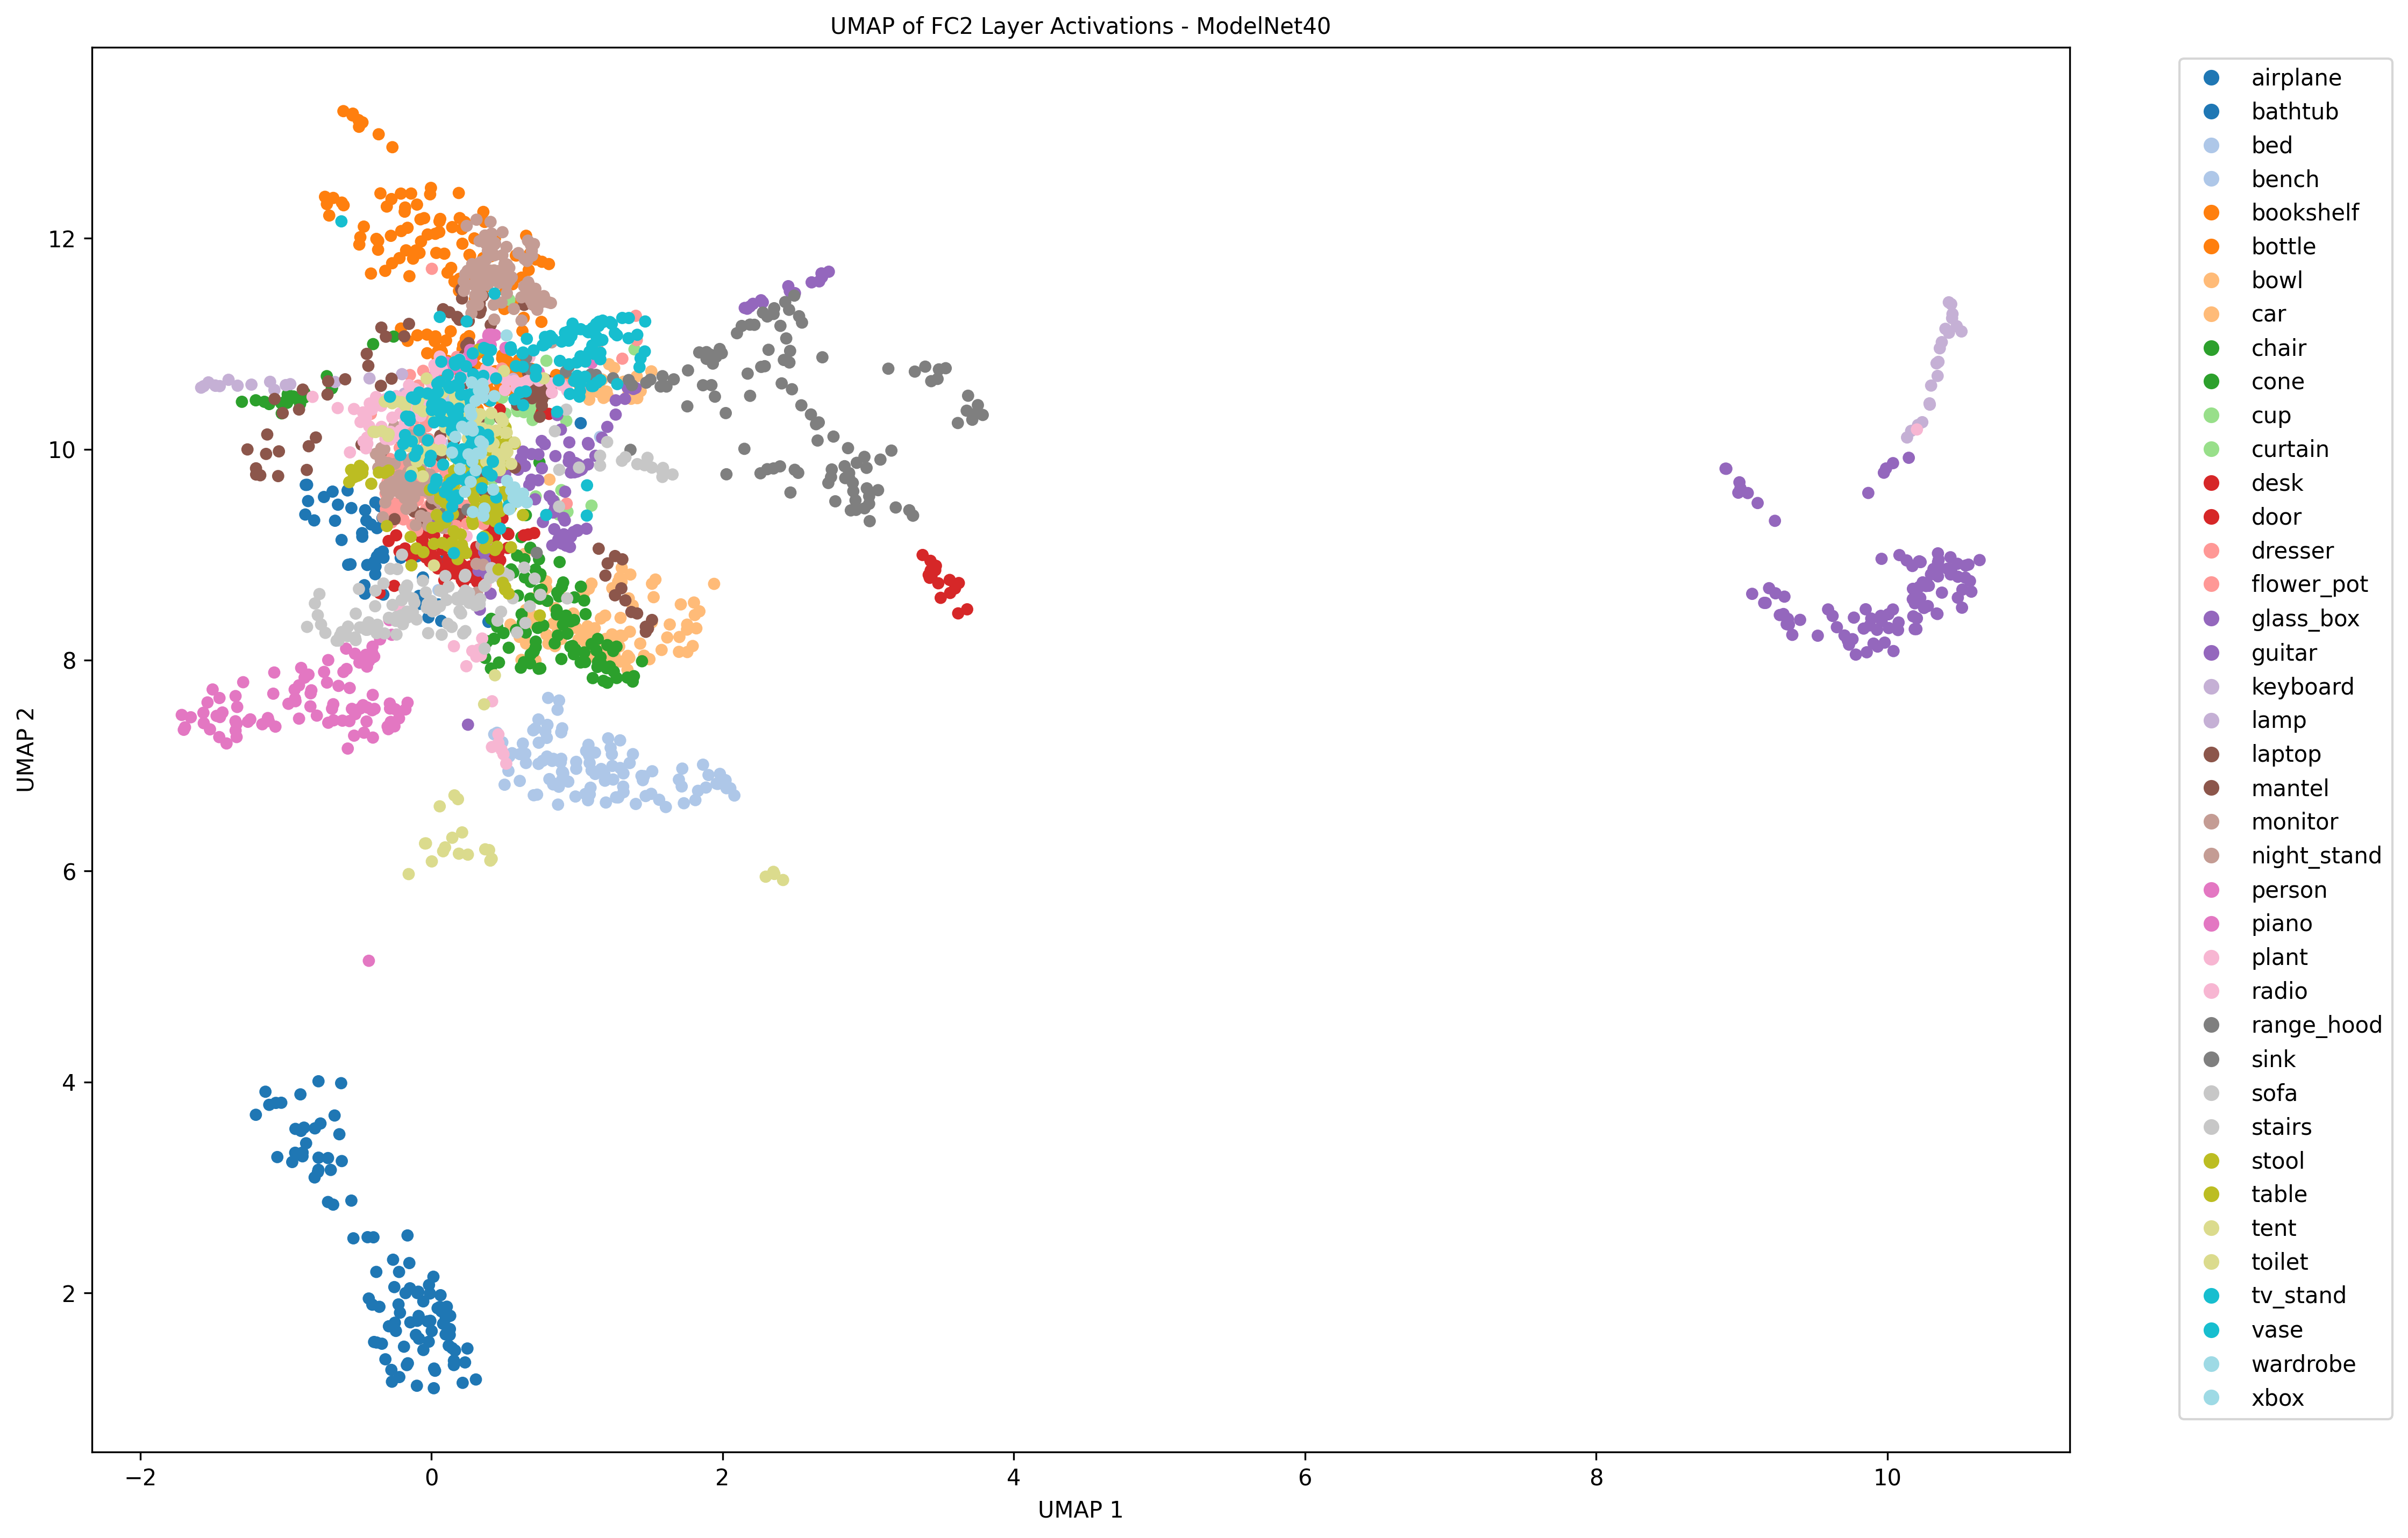 UMAP of FC2 Layer Activations - ModelNet40
UMAP 2
12
10
8
6
4
2
−2
0
2
4
6
8
10
UMAP 1
airplane
bathtub
bed
bench
bookshelf
bottle
bowl
car
chair
cone
cup
curtain
desk
door
dresser
flower_pot
glass_box
guitar
keyboard
lamp
laptop
mantel
monitor
night_stand
person
piano
plant
radio
range_hood
sink
sofa
stairs
stool
table
tent
toilet
tv_stand
vase
wardrobe
xbox